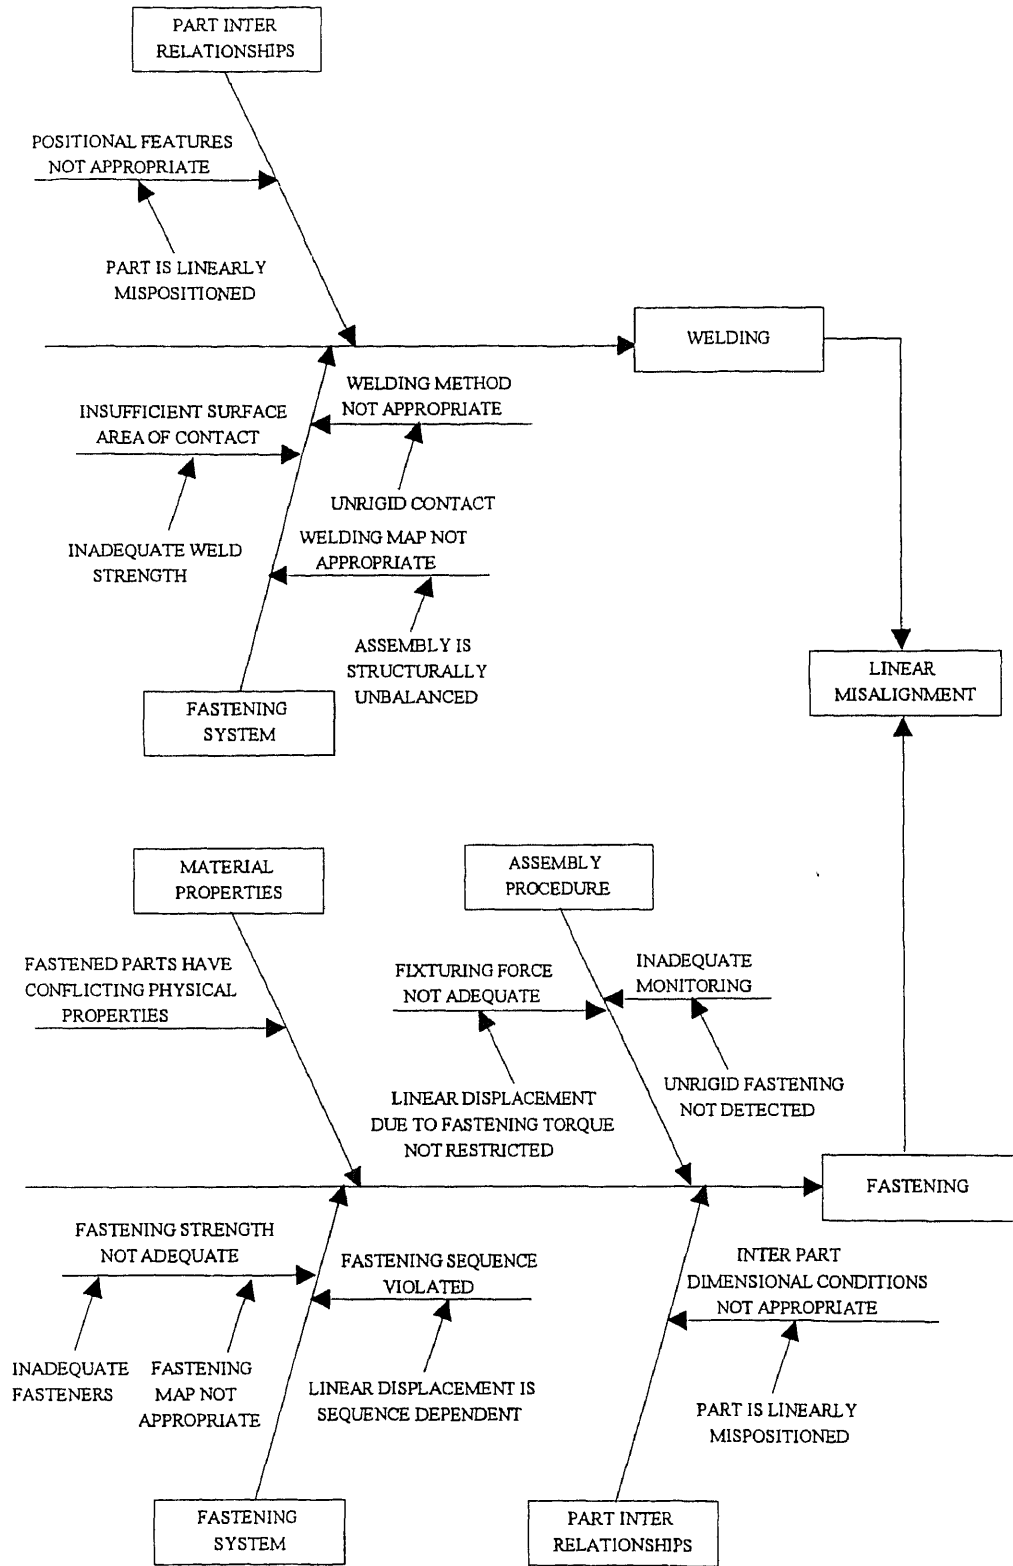 PART INTER
RELATIONSHIPS
POSITIONAL FEATURES
NOT APPROPRIATE
PART IS LINEARLY
MISPOSITIONED
WELDING
WELDING METHOD
NOT APPROPRIATE
INSUFFICIENT SURFACE
AREA OF CONTACT
UNRIGID CONTACT
WELDING MAP NOT
APPROPRIATE
INADEQUATE WELD
STRENGTH
ASSEMBLY IS
STRUCTURALLY
UNBALANCED
LINEAR
MISALIGNMENT
FASTENING
SYSTEM
MATERIAL
PROPERTIES
ASSEMBLY
PROCEDURE
FASTENED PARTS HAVE
CONFLICTING PHYSICAL
PROPERTIES
FIXTURING FORCE
NOT ADEQUATE
INADEQUATE
MONITORING
LINEAR DISPLACEMENT
DUE TO FASTENING TORQUE
NOT RESTRICTED
UNRIGID FASTENING
NOT DETECTED
FASTENING
FASTENING STRENGTH
NOT ADEQUATE
FASTENING SEQUENCE
VIOLATED
INTER PART
DIMENSIONAL CONDITIONS
NOT APPROPRIATE
INADEQUATE
FASTENERS
FASTENING
MAP NOT
APPROPRIATE
LINEAR DISPLACEMENT IS
SEQUENCE DEPENDENT
PART IS LINEARLY
MISPOSITIONED
FASTENING
SYSTEM
PART INTER
RELATIONSHIPS